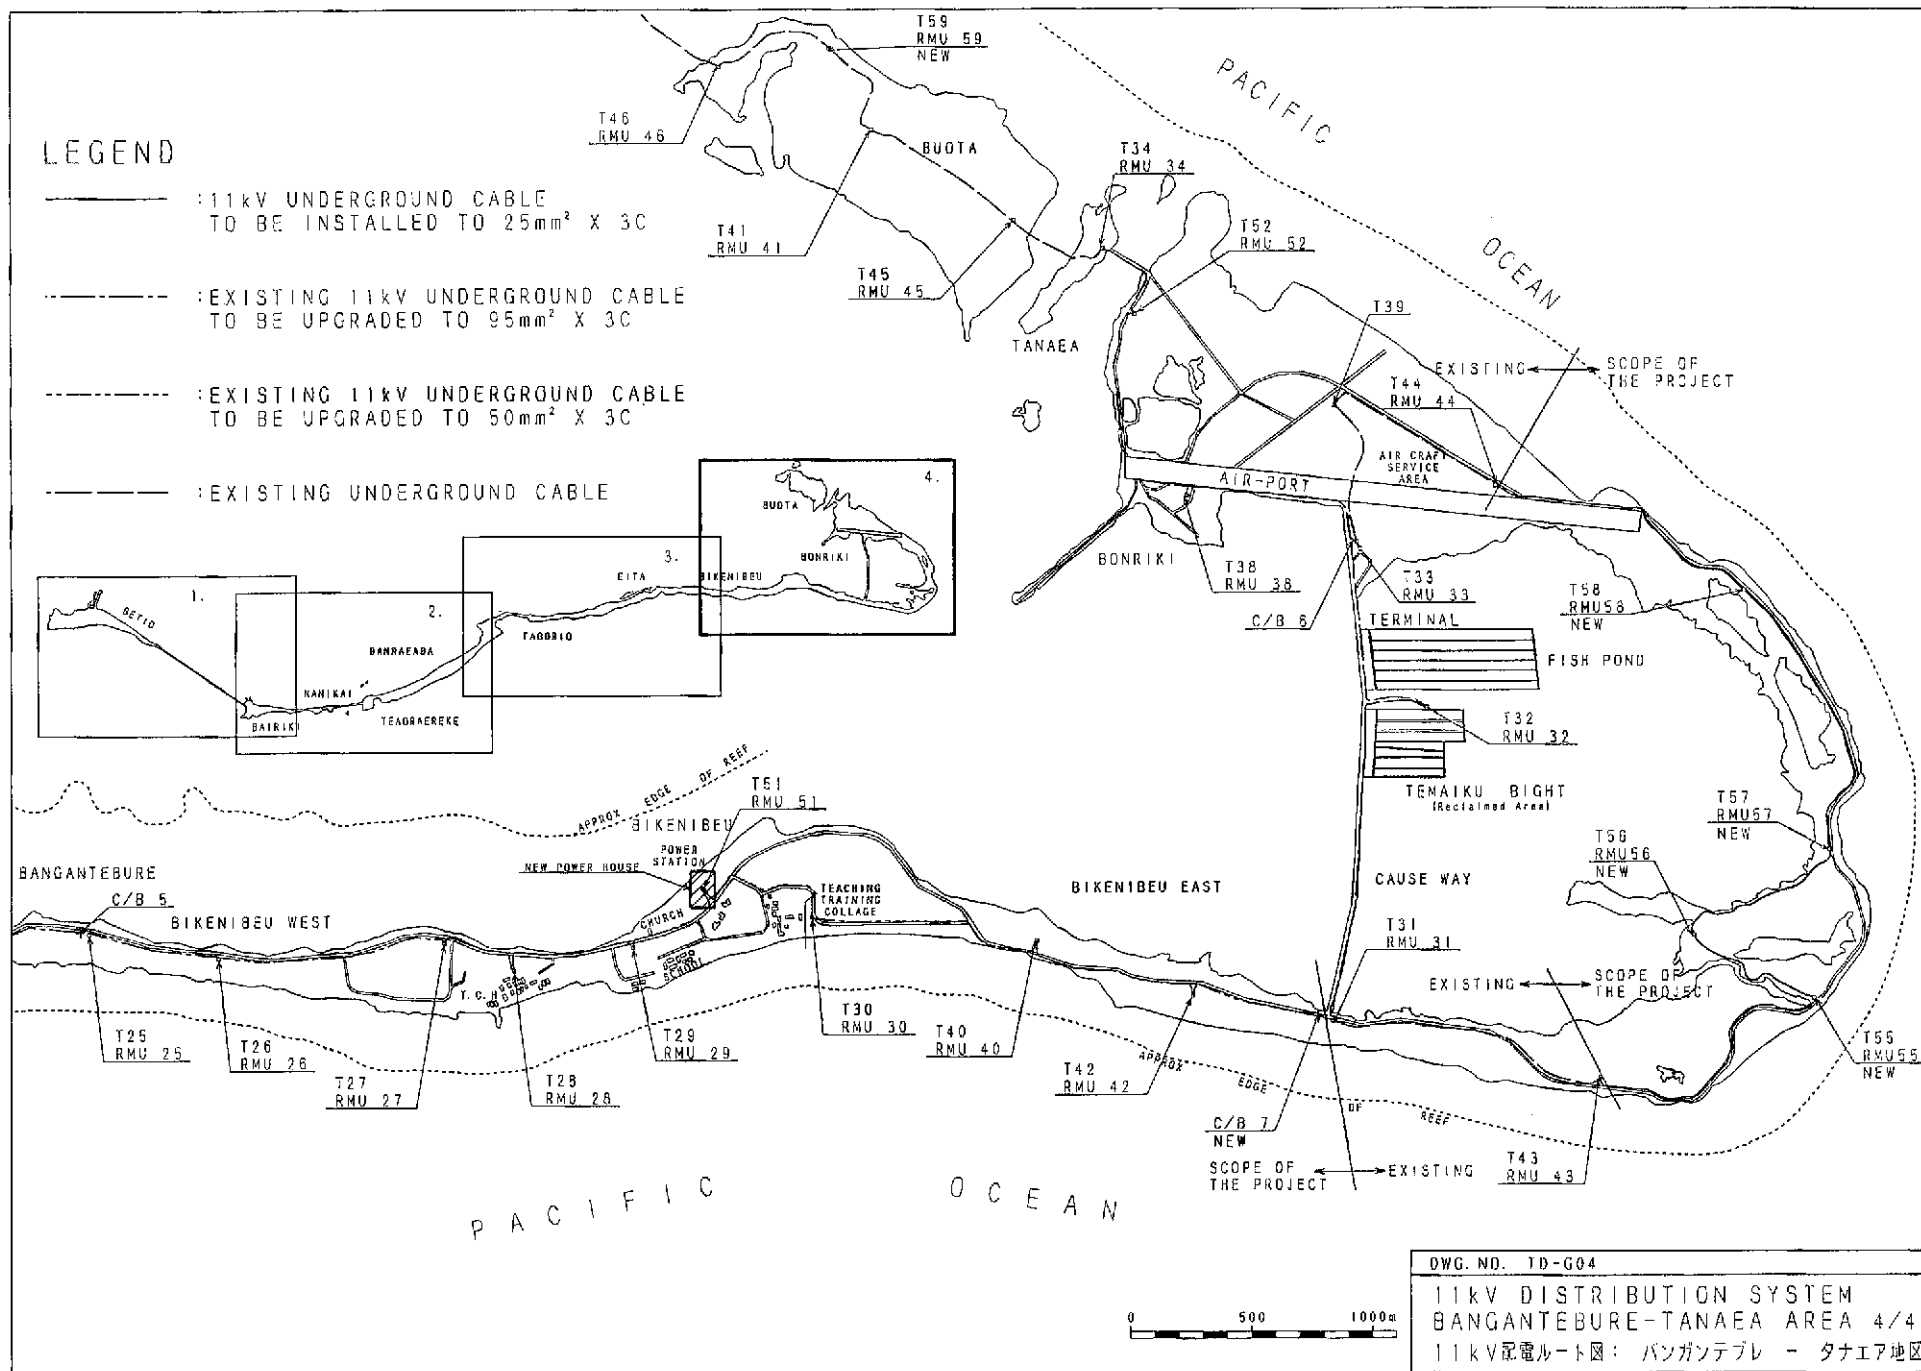 LEGEND
:11kV UNDERGROUND CABLE
TO BE INSTALLED TO 25mm² X 3C
:EXISTING 11kV UNDERGROUND CABLE
TO BE UPGRADED TO 95mm² X 3C
:EXISTING 11kV UNDERGROUND CABLE
TO BE UPGRADED TO 50mm² X 3C
:EXISTING UNDERGROUND CABLE
T59
RMU 59
NEW
T46
RMU 46
BUOTA
T34
RMU 34
T41
RMU 41
T45
RMU 45
T52
RMU 52
TANAEA
PACIFIC
OCEAN
T39
EXISTING
SCOPE OF
THE PROJECT
T44
RMU 44
AIR CRAFT
SERVICE
AREA
AIR-PORT
BONRIKI
T38
RMU 38
T33
RMU 33
C/B 6
TERMINAL
FISH POND
T32
RMU 32
TEMAIKU BIGHT
(Reclaimed Area)
T58
RMU58
NEW
T57
RMU57
NEW
T56
RMU56
NEW
1.
BETIO
BAIRIKI
2.
NANIKAI
TEAORAEREKE
3.
EITA
BIKENIBEU
4.
BUOTA
BONRIKI
APPROX EDGE OF REEF
BIKENIBEU
T51
RMU 51
POWER
STATION
NEW POWER HOUSE
BANGANTEBURE
C/B 5
BIKENIBEU WEST
CHURCH
SCHOOL
TEACHING
TRAINING
COLLAGE
BIKENIBEU EAST
CAUSE WAY
T31
RMU 31
EXISTING
SCOPE OF
THE PROJECT
T25
RMU 25
T26
RMU 26
T27
RMU 27
T28
RMU 28
T29
RMU 29
T30
RMU 30
T40
RMU 40
T42
RMU 42
APPROX EDGE OF REEF
C/B 7
NEW
SCOPE OF
THE PROJECT
EXISTING
T43
RMU 43
T55
RMU55
NEW
PACIFIC OCEAN
0 500 1000m
DWG.NO. TD-G04
11kV DISTRIBUTION SYSTEM
BANGANTEBURE-TANAEA AREA 4/4
11kV配電ルート図： バンガンテブレ － タナエア地区